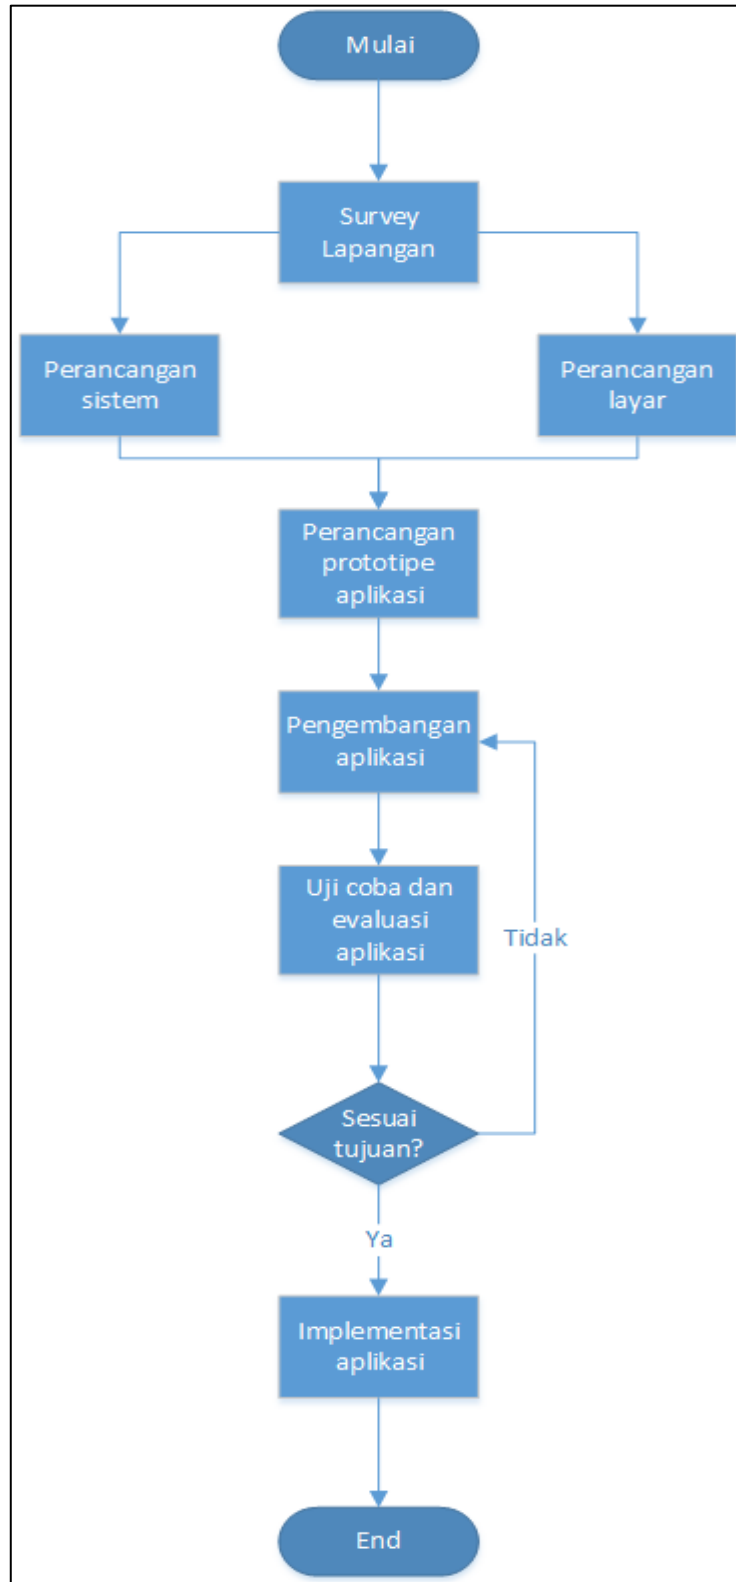 Mulai
Survey
Lapangan
Perancangan
sistem
Perancangan
layar
Perancangan
prototipe
aplikasi
Pengembangan
aplikasi
Uji coba dan
evaluasi
aplikasi
Tidak
Sesuai
tujuan?
Ya
Implementasi
aplikasi
End